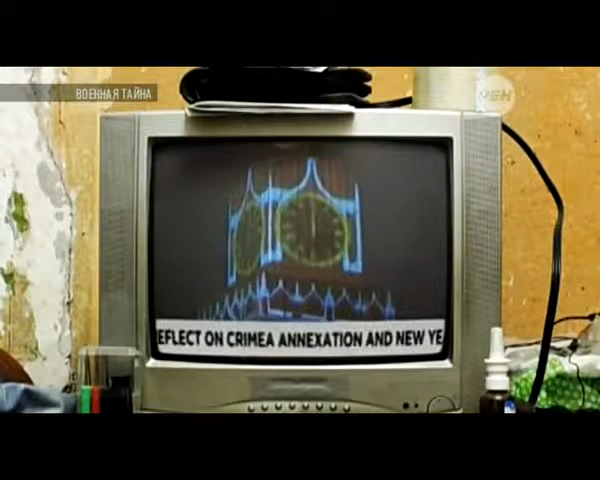 ВОЕННАЯ ТАЙНА
РЕН
EFLECT ON CRIMEA ANNEXATION AND NEW YE